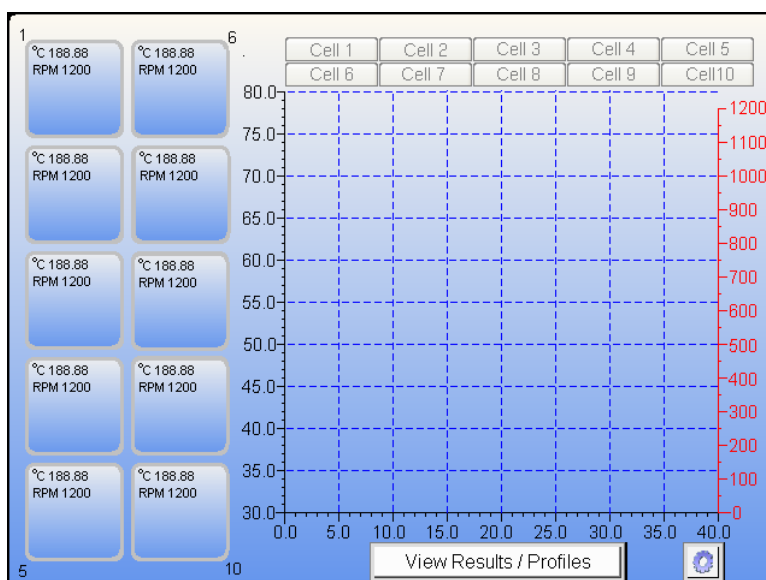 1
6
°C 188.88
RPM 1200
°C 188.88
RPM 1200
°C 188.88
RPM 1200
°C 188.88
RPM 1200
°C 188.88
RPM 1200
°C 188.88
RPM 1200
°C 188.88
RPM 1200
°C 188.88
RPM 1200
°C 188.88
RPM 1200
°C 188.88
RPM 1200
5
10
Cell 1 Cell 2 Cell 3 Cell 4 Cell 5
Cell 6 Cell 7 Cell 8 Cell 9 Cell10
80.0
75.0
70.0
65.0
60.0
55.0
50.0
45.0
40.0
35.0
30.0
1200
1100
1000
900
800
700
600
500
400
300
200
100
0
0.0 5.0 10.0 15.0 20.0 25.0 30.0 35.0 40.0
View Results / Profiles